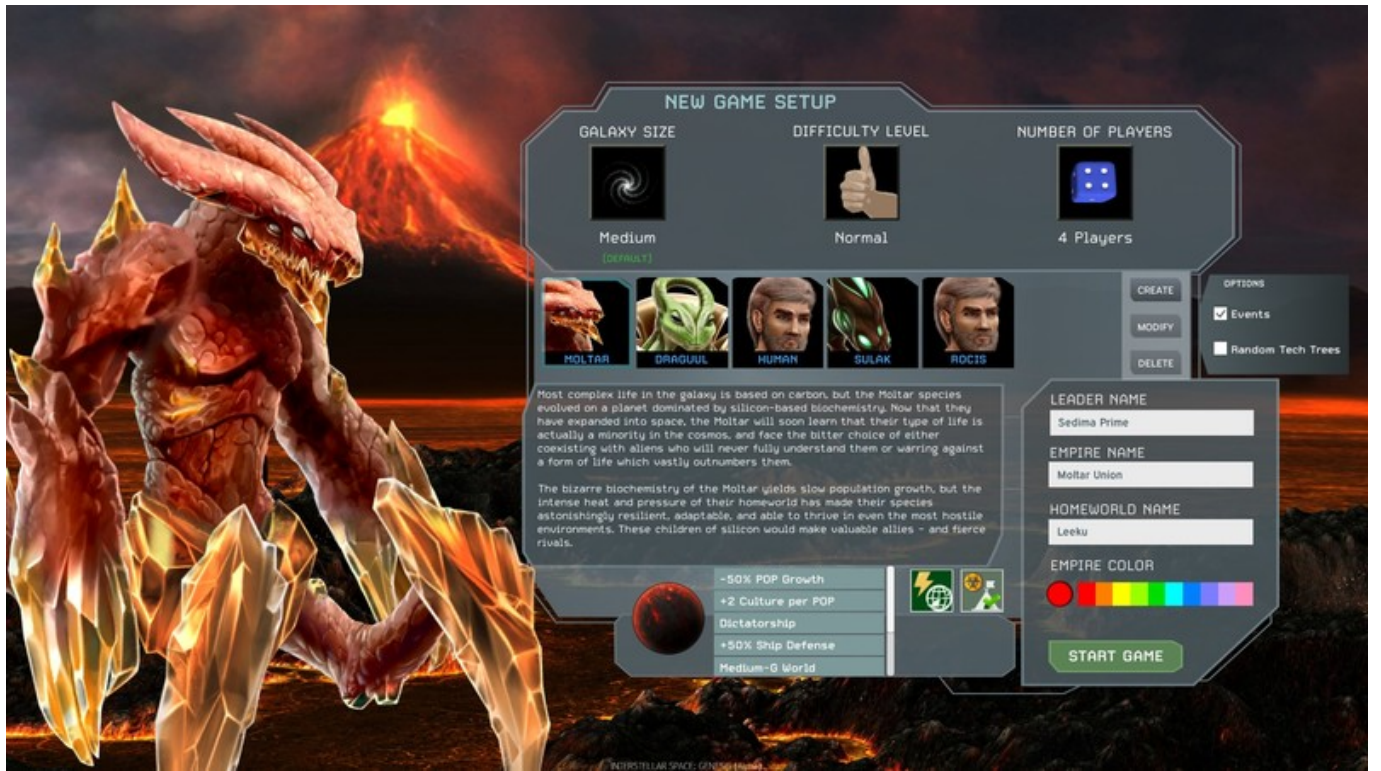 NEW GAME SETUP
GALAXY SIZE
DIFFICULTY LEVEL
NUMBER OF PLAYERS
Medium
Normal
4 Players
(DEFAULT)
MOLTAR
DRAGUUL
HUMAN
SULAK
ROCIS
CREATE
MODIFY
DELETE
OPTIONS
Events
Random Tech Trees
Most complex life in the galaxy is based on carbon, but the Moltar species
evolved on a planet dominated by silicon-based biochemistry. Now that they
have expanded into space, the Moltar will soon learn that their type of life is
actually a minority in the cosmos, and face the bitter choice of either
coexisting with aliens who will never fully understand them or warring against
a form of life which vastly outnumbers them.
The bizarre biochemistry of the Moltar yields slow population growth, but the
intense heat and pressure of their homeworld has made their species
astonishingly resilient, adaptable, and able to thrive in even the most hostile
environments. These children of silicon would make valuable allies – and fierce
rivals.
LEADER NAME
Sedima Prime
EMPIRE NAME
Moltar Union
HOMEWORLD NAME
Leeku
EMPIRE COLOR
START GAME
-50% POP Growth
+2 Culture per POP
Dictatorship
+50% Ship Defense
Medium-G World
INTERSTELLAR SPACE: GENESIS